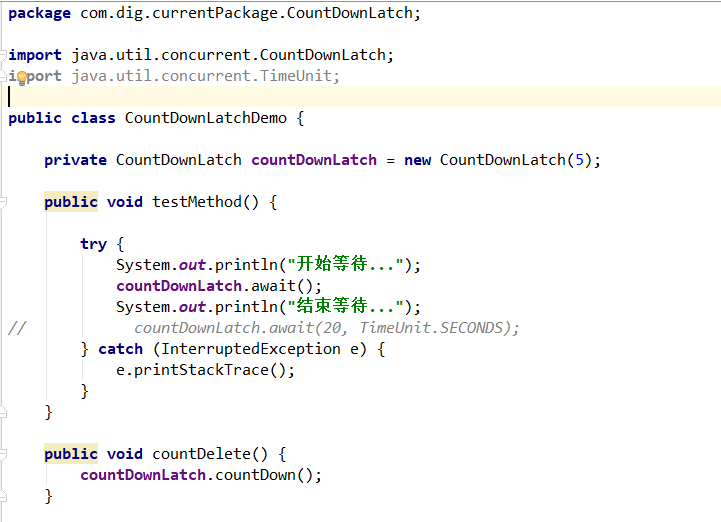 package com.dig.currentPackage.CountDownLatch;
import java.util.concurrent.CountDownLatch;
import java.util.concurrent.TimeUnit;
public class CountDownLatchDemo {
private CountDownLatch countDownLatch = new CountDownLatch(5);
public void testMethod() {
try {
System.out.println("开始等待...");
countDownLatch.await();
System.out.println("结束等待...");
//            countDownLatch.await(20, TimeUnit.SECONDS);
} catch (InterruptedException e) {
e.printStackTrace();
}
}
public void countDelete() {
countDownLatch.countDown();
}